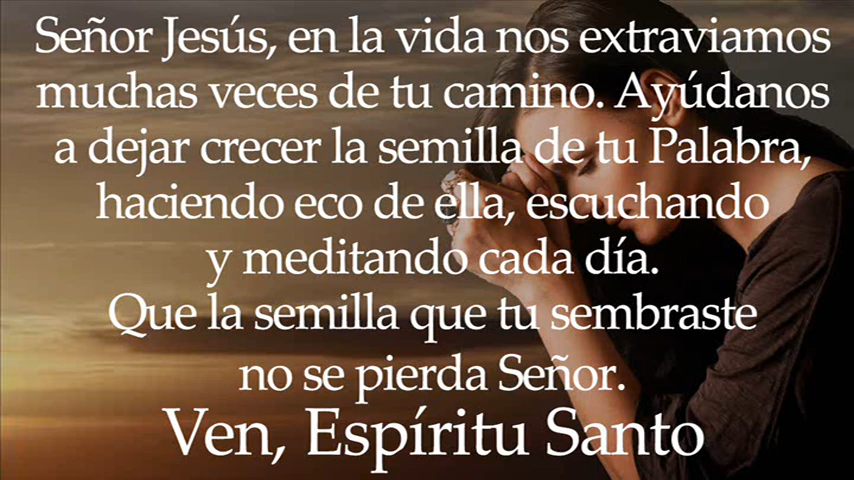 Señor Jesús, en la vida nos extraviamos
muchas veces de tu camino. Ayúdanos
a dejar crecer la semilla de tu Palabra,
haciendo eco de ella, escuchando
y meditando cada día.
Que la semilla que tu sembraste
no se pierda Señor.
Ven, Espíritu Santo